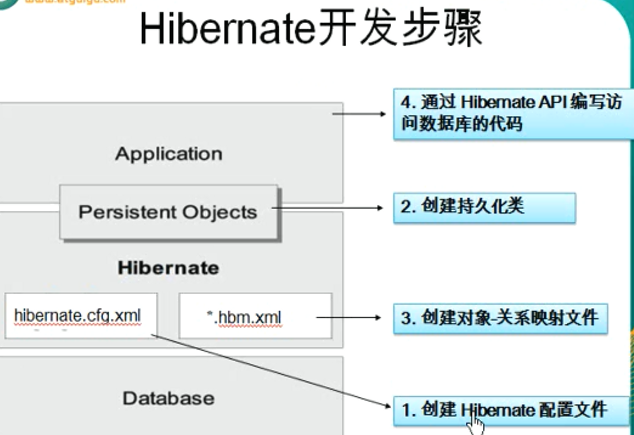 www.atguigu.com
Hibernate开发步骤
4. 通过 Hibernate API 编写访
问数据库的代码
Application
Persistent Objects
2. 创建持久化类
Hibernate
hibernate.cfg.xml
*.hbm.xml
3. 创建对象-关系映射文件
Database
1. 创建 Hibernate 配置文件